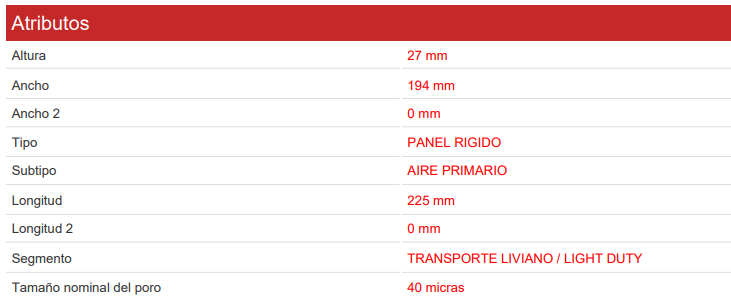 Atributos
Altura 27 mm
Ancho 194 mm
Ancho 2 0 mm
Tipo PANEL RIGIDO
Subtipo AIRE PRIMARIO
Longitud 225 mm
Longitud 2 0 mm
Segmento TRANSPORTE LIVIANO / LIGHT DUTY
Tamaño nominal del poro 40 micras